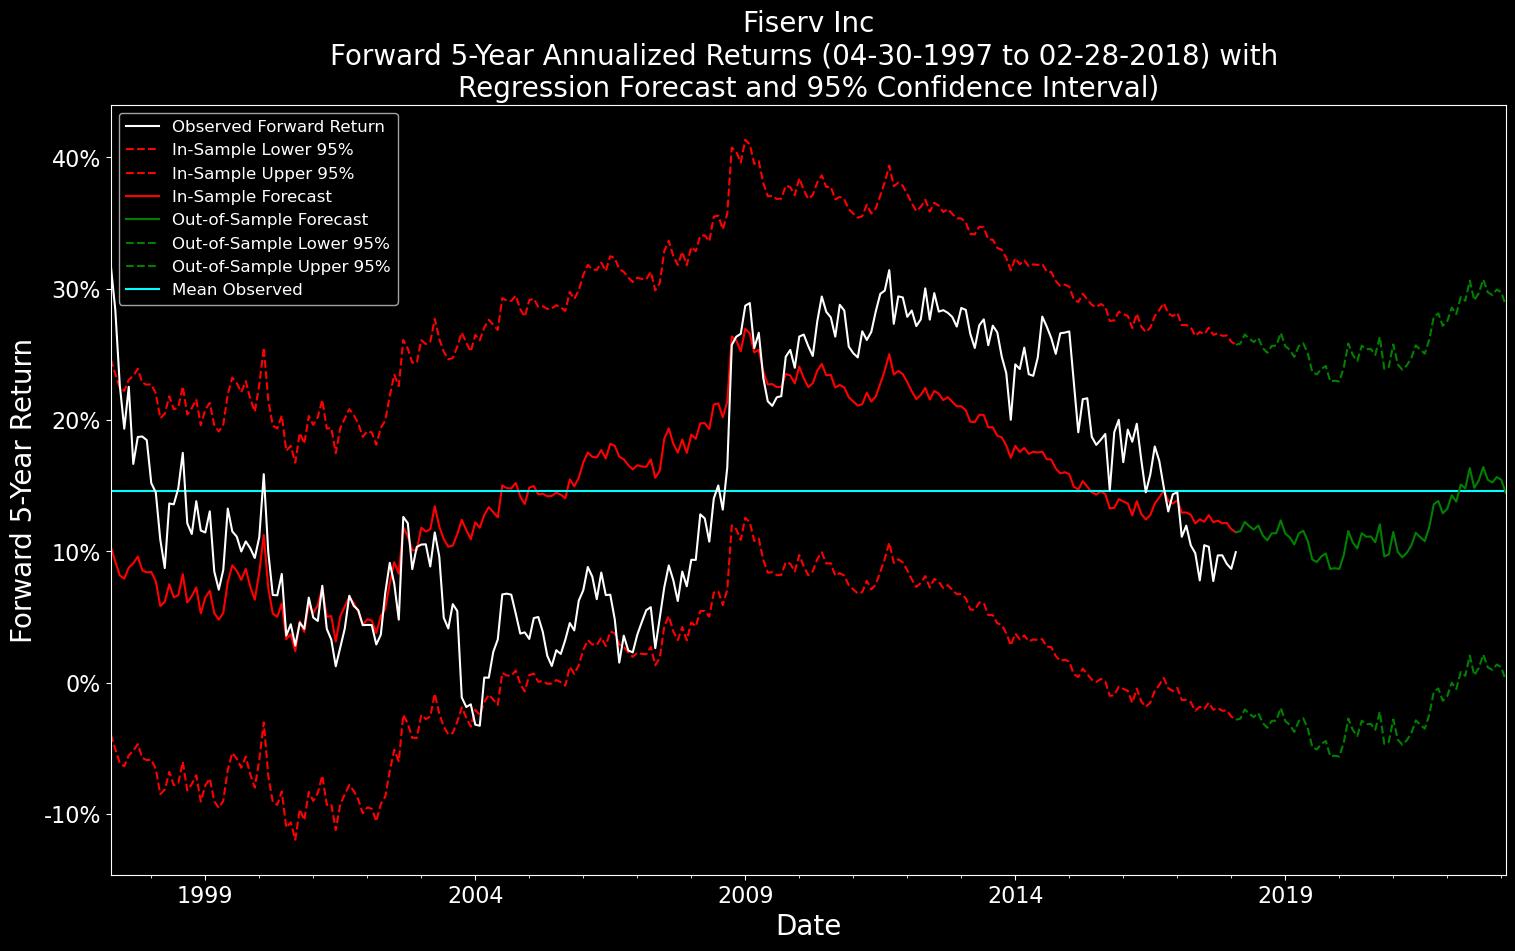 Fiserv Inc
Forward 5-Year Annualized Returns (04-30-1997 to 02-28-2018) with
Regression Forecast and 95% Confidence Interval)
Observed Forward Return
In-Sample Lower 95%
In-Sample Upper 95%
In-Sample Forecast
Out-of-Sample Forecast
Out-of-Sample Lower 95%
Out-of-Sample Upper 95%
Mean Observed
Forward 5-Year Return
40%
30%
20%
10%
0%
-10%
1999
2004
2009
2014
2019
Date